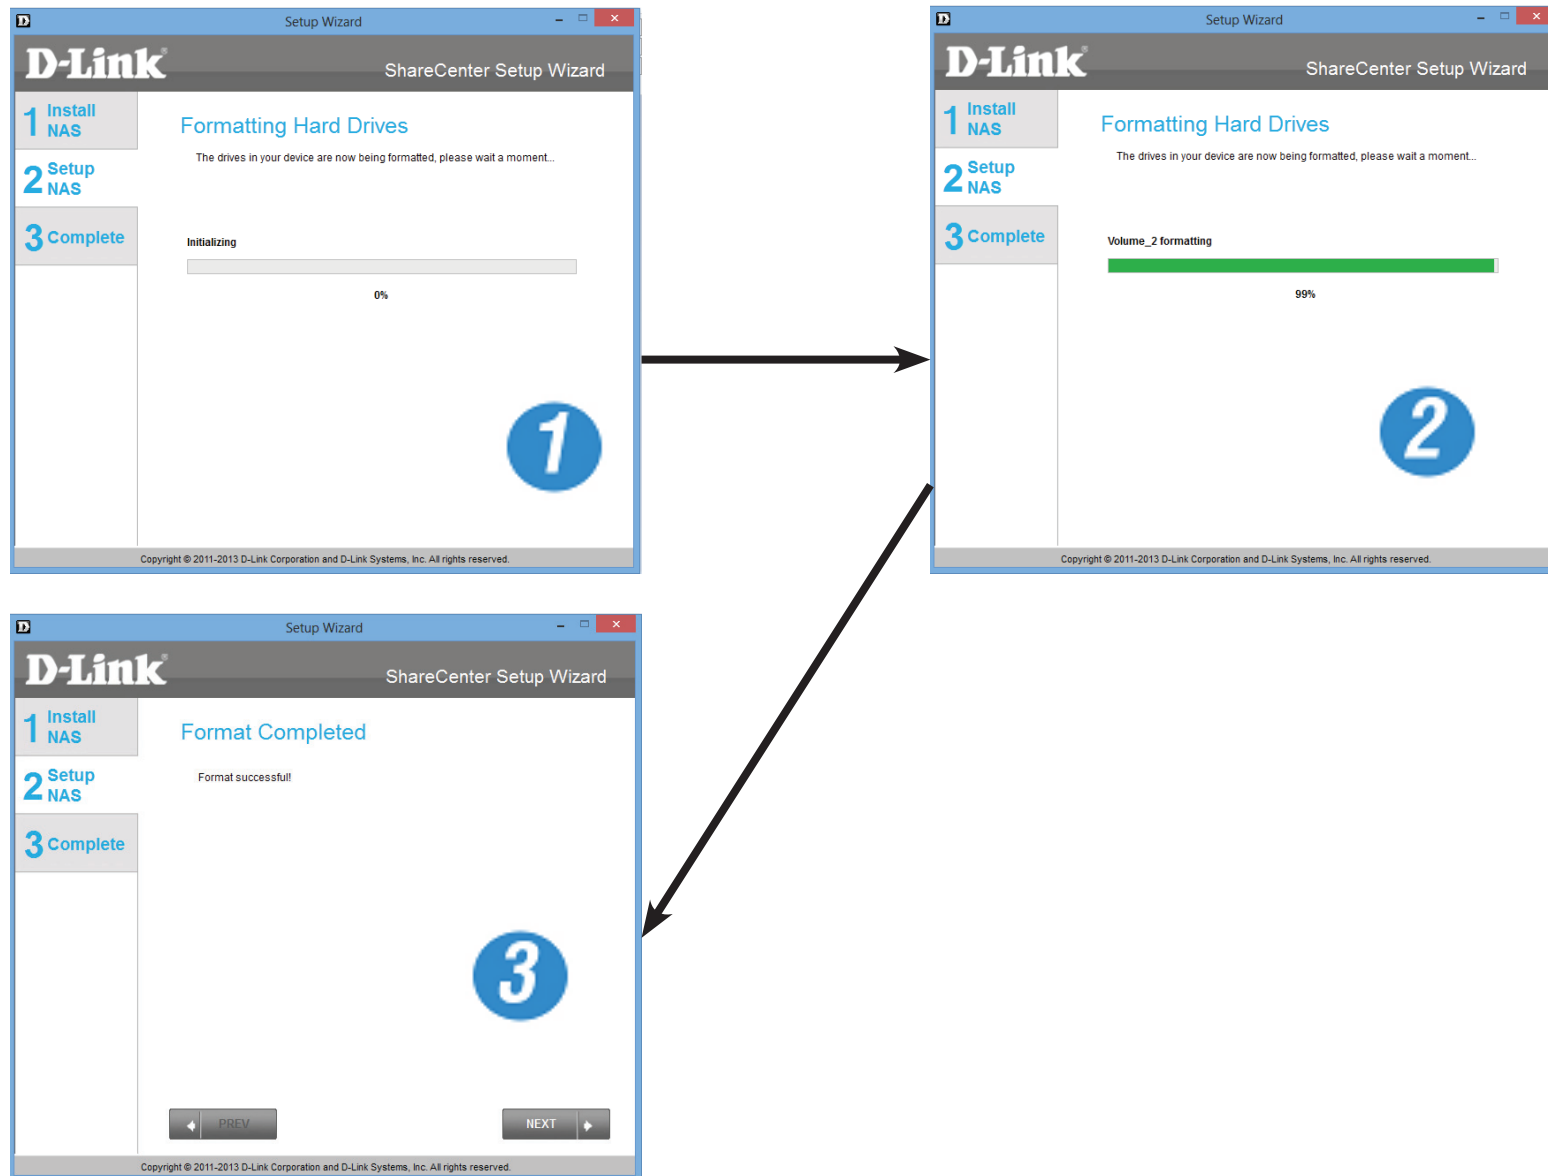 Setup Wizard
D-Link
ShareCenter Setup Wizard
1 Install
NAS
2 Setup
NAS
3 Complete
Formatting Hard Drives
The drives in your device are now being formatted, please wait a moment...
Initializing
0%
1
Copyright © 2011-2013 D-Link Corporation and D-Link Systems, Inc. All rights reserved.
Setup Wizard
D-Link
ShareCenter Setup Wizard
1 Install
NAS
2 Setup
NAS
3 Complete
Formatting Hard Drives
The drives in your device are now being formatted, please wait a moment...
Volume_2 formatting
99%
2
Copyright © 2011-2013 D-Link Corporation and D-Link Systems, Inc. All rights reserved.
Setup Wizard
D-Link
ShareCenter Setup Wizard
1 Install
NAS
2 Setup
NAS
3 Complete
Format Completed
Format successful!
3
PREV
NEXT
Copyright © 2011-2013 D-Link Corporation and D-Link Systems, Inc. All rights reserved.